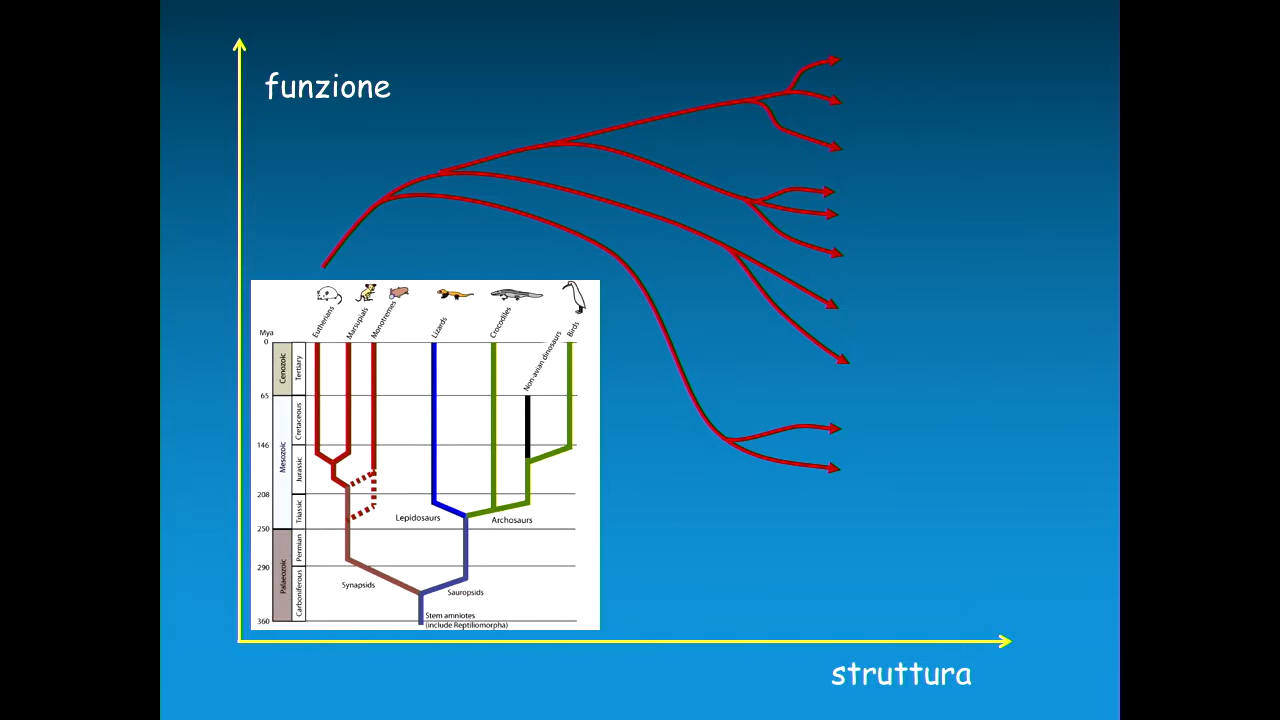 funzione
Eutherians
Marsupials
Monotremes
Lizards
Crocodiles
Non-avian dinosaurs
Birds
Mya
0
65
146
208
250
290
360
Cenozoic
Mesozoic
Palaeozoic
Tertiary
Cretaceous
Jurassic
Triassic
Permian
Carboniferous
Lepidosaurs
Archosaurs
Synapsids
Sauropsids
Stem amniotes
(include Reptiliomorpha)
struttura